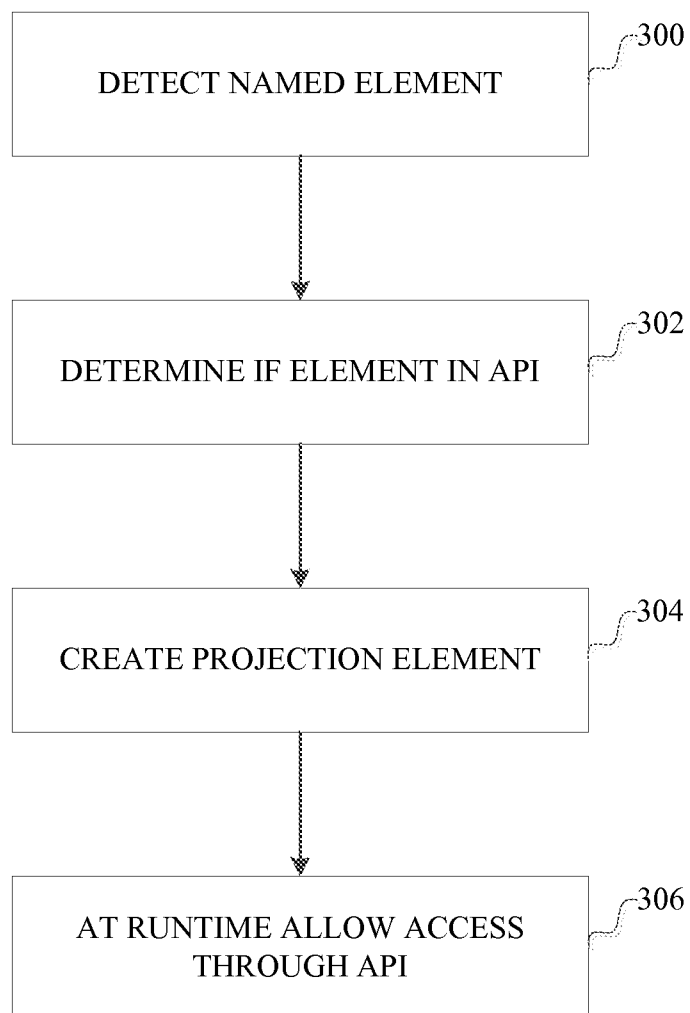 300
DETECT NAMED ELEMENT
302
DETERMINE IF ELEMENT IN API
304
CREATE PROJECTION ELEMENT
306
AT RUNTIME ALLOW ACCESS
THROUGH API